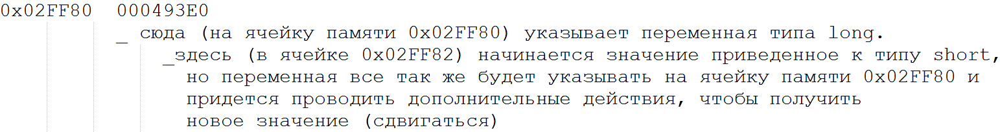 0x02FF80  000493E0
_ сюда (на ячейку памяти 0x02FF80) указывает переменная типа long.
_здесь (в ячейке 0x02FF82) начинается значение приведенное к типу short,
но переменная все так же будет указывать на ячейку памяти 0x02FF80 и
придется проводить дополнительные действия, чтобы получить
новое значение (сдвигаться)